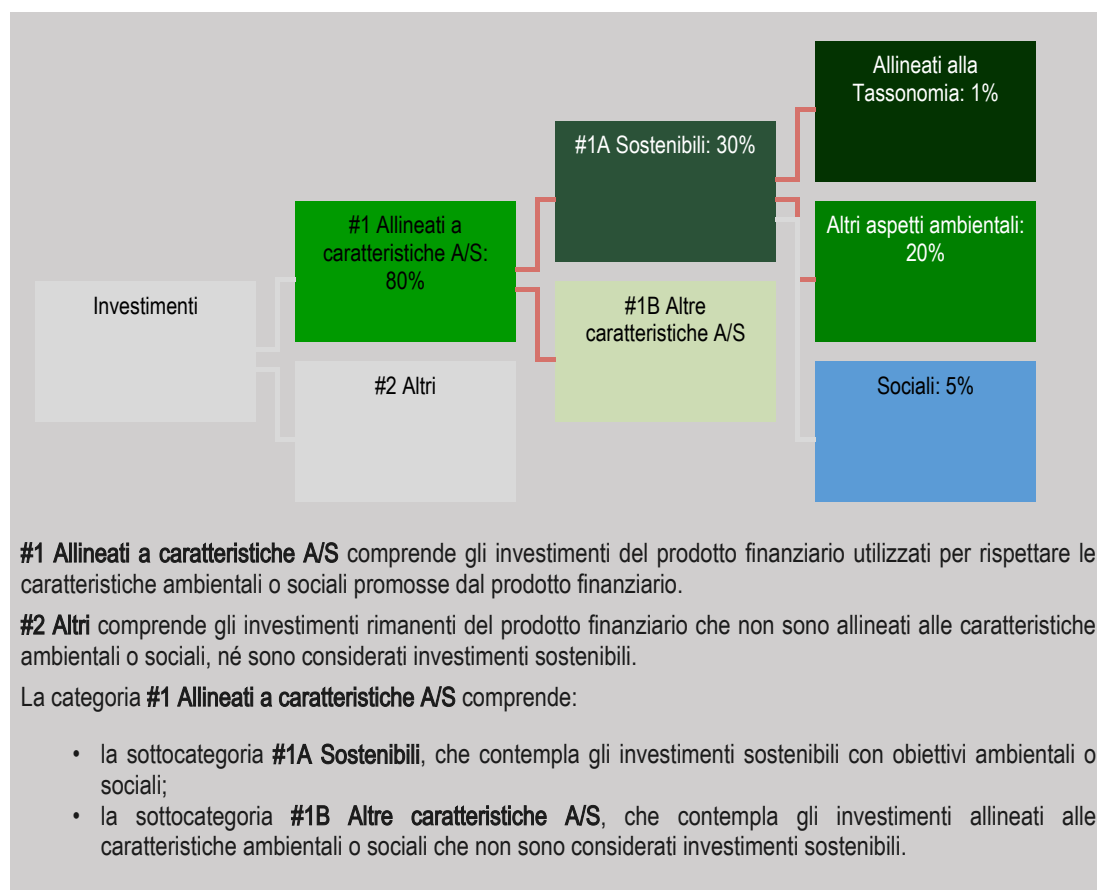 Allineati alla
Tassonomia: 1%
#1A Sostenibili: 30%
#1 Allineati a
caratteristiche A/S:
80%
Altri aspetti ambientali:
20%
Investimenti
#1B Altre
caratteristiche A/S
#2 Altri
Sociali: 5%
#1 Allineati a caratteristiche A/S comprende gli investimenti del prodotto finanziario utilizzati per rispettare le
caratteristiche ambientali o sociali promosse dal prodotto finanziario.
#2 Altri comprende gli investimenti rimanenti del prodotto finanziario che non sono allineati alle caratteristiche
ambientali o sociali, né sono considerati investimenti sostenibili.
La categoria #1 Allineati a caratteristiche A/S comprende:
• la sottocategoria #1A Sostenibili, che contempla gli investimenti sostenibili con obiettivi ambientali o
sociali;
• la sottocategoria #1B Altre caratteristiche A/S, che contempla gli investimenti allineati alle
caratteristiche ambientali o sociali che non sono considerati investimenti sostenibili.